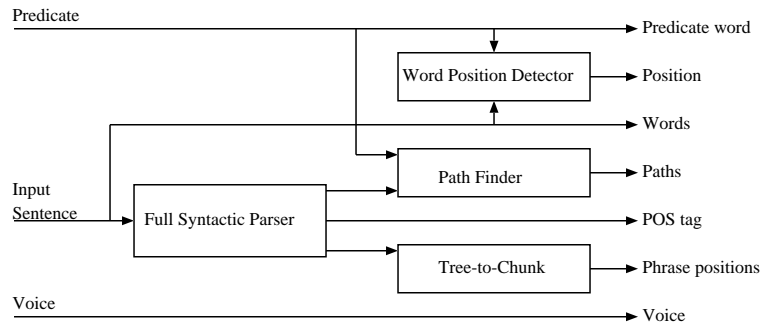 Predicate
Predicate word
Word Position Detector
Position
Words
Path Finder
Paths
Input
Sentence
Full Syntactic Parser
POS tag
Tree-to-Chunk
Phrase positions
Voice
Voice